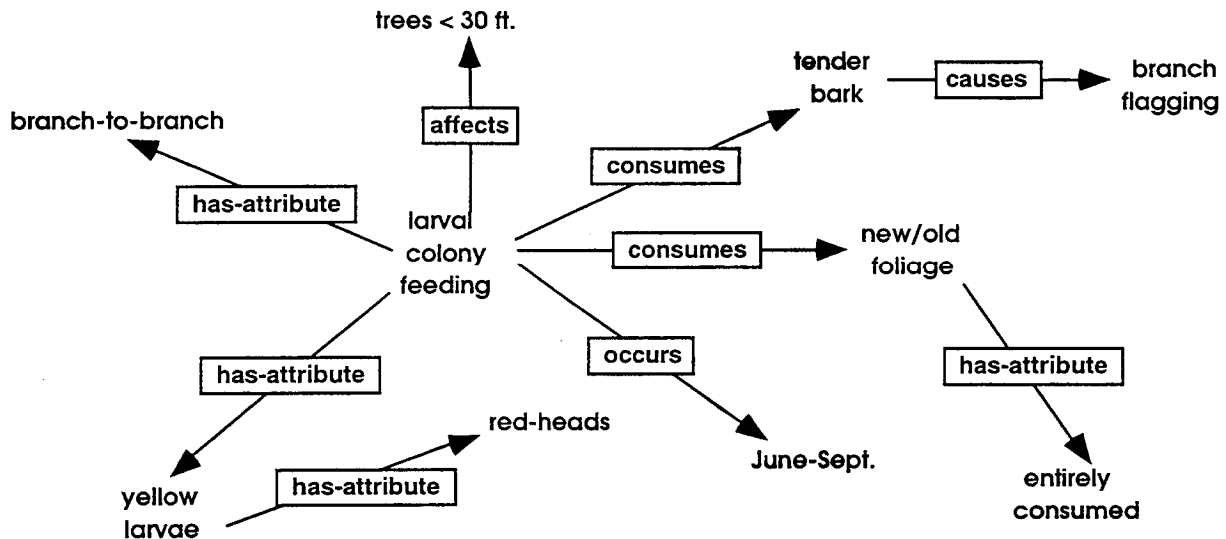 trees < 30 ft.
tender
bark
causes
branch
flagging
branch-to-branch
affects
consumes
has-attribute
larval
colony
feeding
consumes
new/old
foliage
occurs
has-attribute
has-attribute
red-heads
June-Sept.
has-attribute
yellow
larvae
entirely
consumed